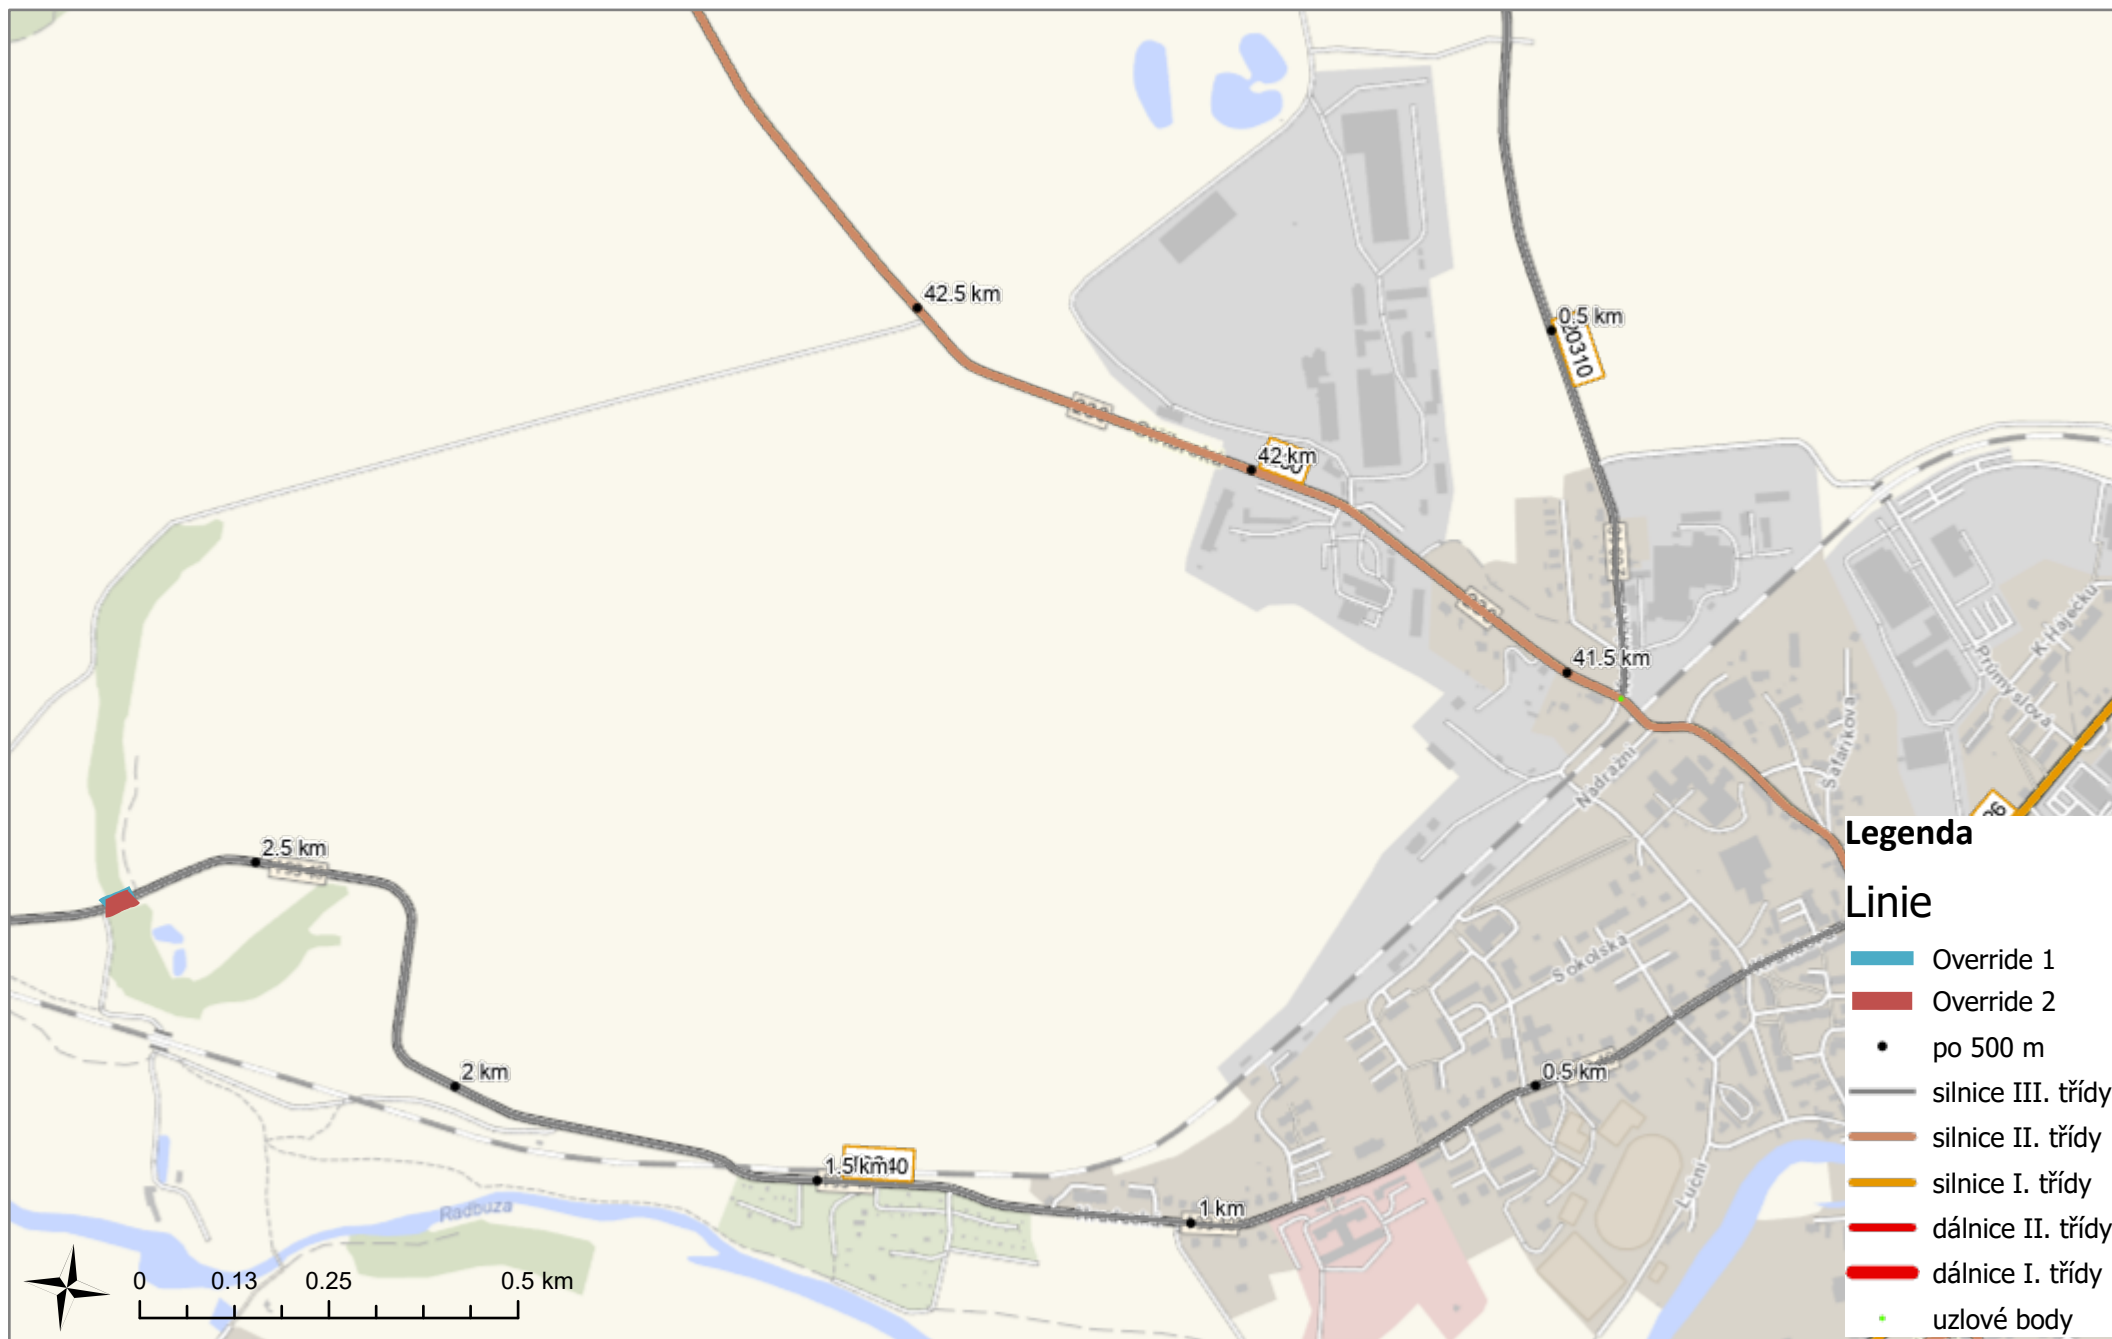 42.5 km
0.5 km
20310
230
Stříbrská
42 km
230
41.5 km
K Háječku
Průmyslová
Šafaříkova
Nádražní
2.5 km
Sokolská
2 km
0.5 km
1.5 km
1 km
Luční
Radbuza
0
0.13
0.25
0.5 km
Legenda
Linie
Override 1
Override 2
po 500 m
silnice III. třídy
silnice II. třídy
silnice I. třídy
dálnice II. třídy
dálnice I. třídy
uzlové body